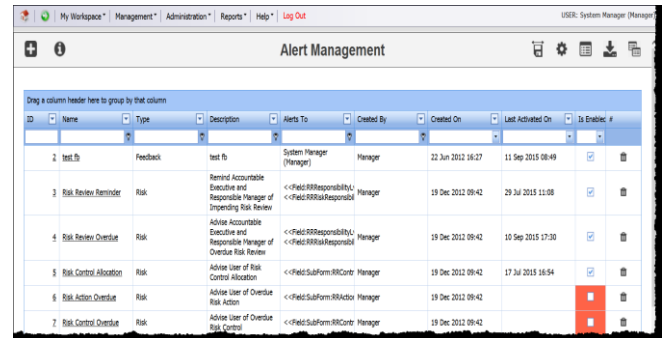 My Workspace Management Administration Reports Help Log Out USER: System Manager (Manager)
Alert Management
Drag a column header here to group by that column
ID Name Type Description Alerts To Created By Created On Last Activated On Is Enablec #
2 test fb Feedback test fb System Manager (Manager) Manager 22 Jun 2012 16:27 11 Sep 2015 08:49
3 Risk Review Reminder Risk Remind Accountable Executive and Responsible Manager of Impending Risk Review <<Field:RRResponsibilityL <<Field:RRRiskResponsibil Manager 19 Dec 2012 09:42 29 Jul 2015 11:08
4 Risk Review Overdue Risk Advise Accountable Executive and Responsible Manager of Overdue Risk Review <<Field:RRResponsibilityL <<Field:RRRiskResponsibil Manager 19 Dec 2012 09:42 10 Sep 2015 17:30
5 Risk Control Allocation Risk Advise User of Risk Control Allocation <<Field:SubForm:RRContr Manager 19 Dec 2012 09:42 17 Jul 2015 16:54
6 Risk Action Overdue Risk Advise User of Overdue Risk Action <<Field:SubForm:RRAction Manager 19 Dec 2012 09:42
7 Risk Control Overdue Risk Advise User of Overdue Risk Control <<Field:SubForm:RRContr Manager 19 Dec 2012 09:42